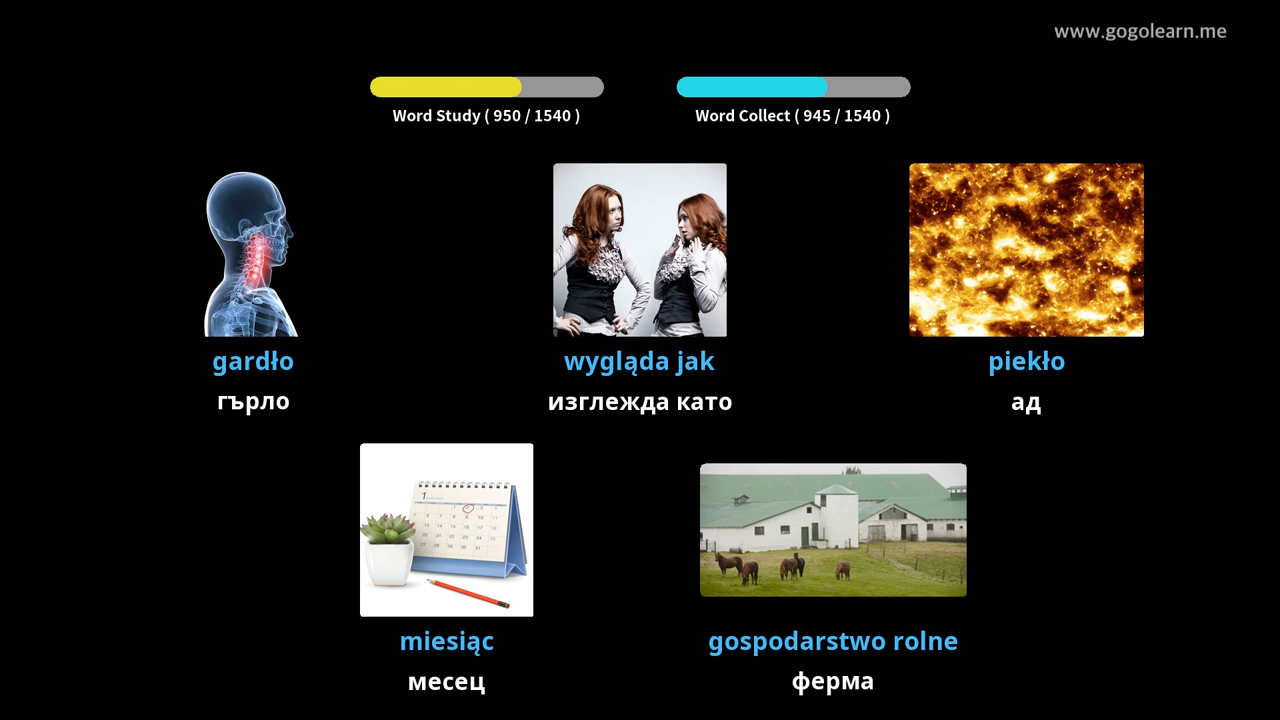 www.gogolearn.me
Word Study ( 950 / 1540 )
Word Collect ( 945 / 1540 )
gardło
wygląda jak
piekło
гърло
изглежда като
ад
miesiąc
gospodarstwo rolne
месец
ферма